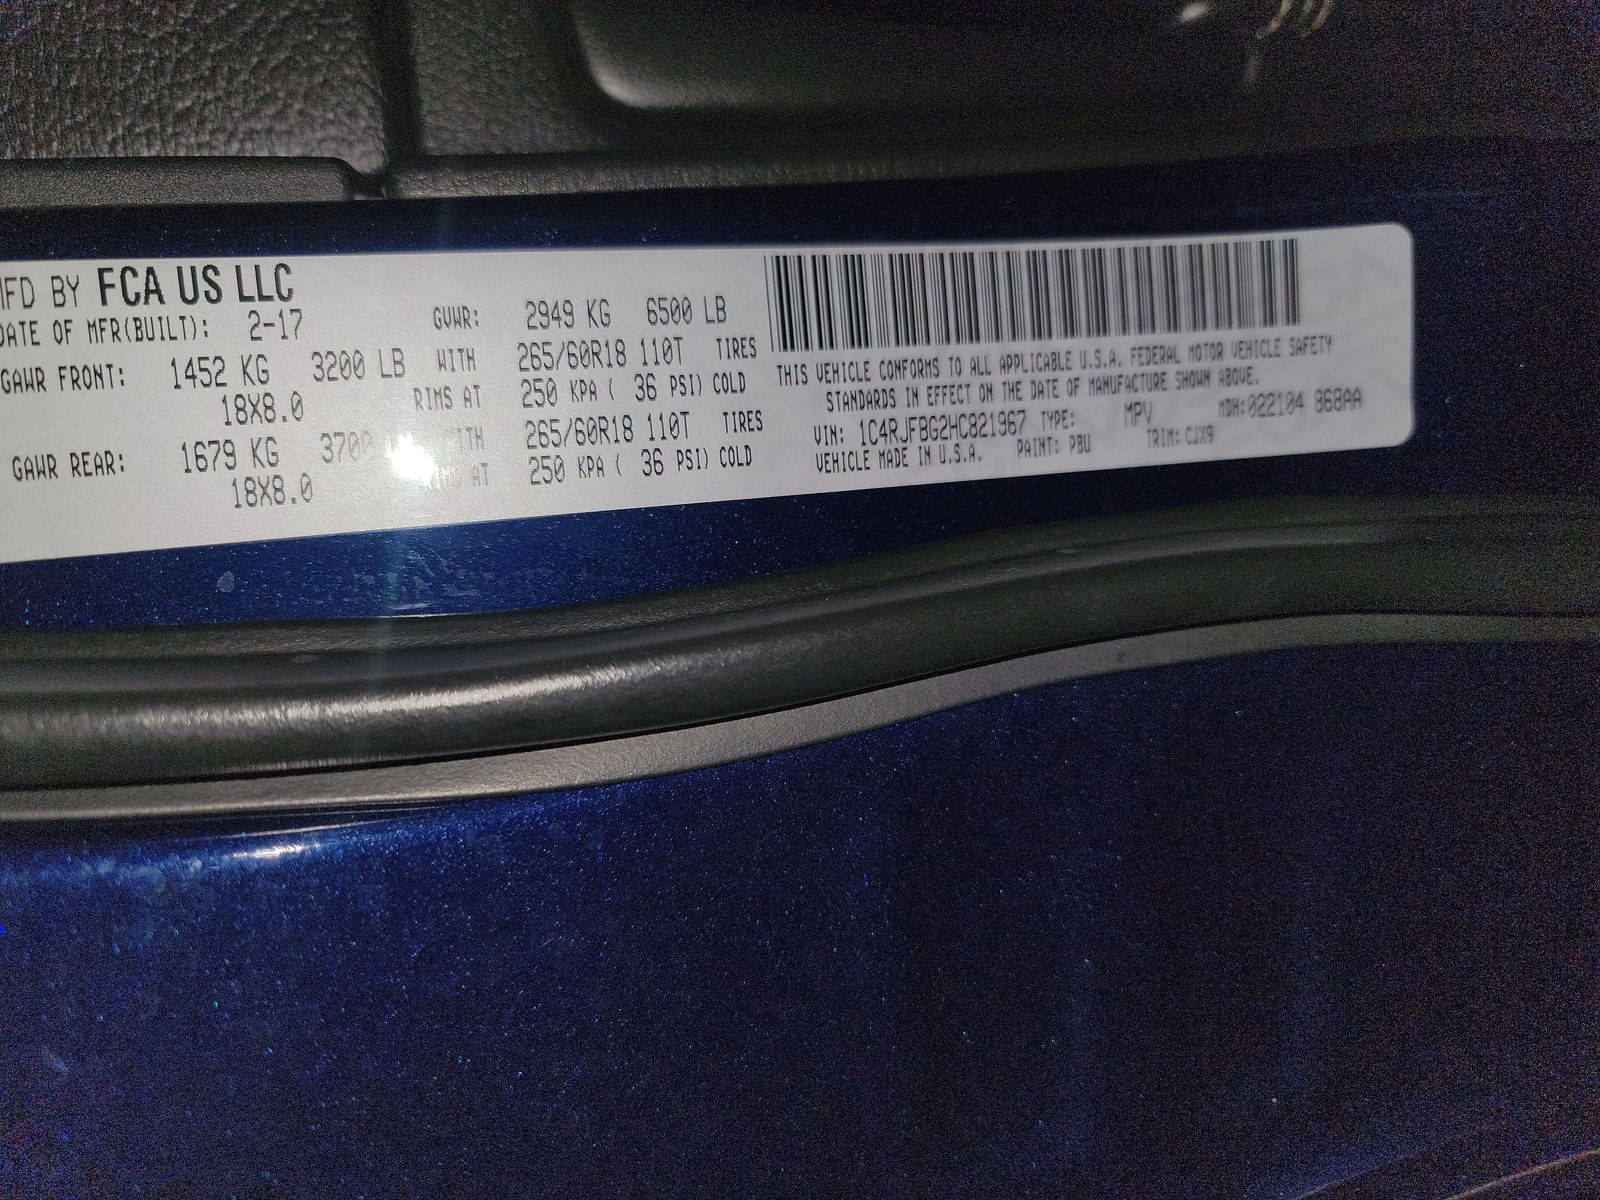 MFD BY FCA US LLC
DATE OF MFR(BUILT): 2-17 GVWR: 2949 KG 6500 LB
GAWR FRONT: 1452 KG 3200 LB WITH 265/60R18 110T TIRES
18X8.0 RIMS AT 250 KPA ( 36 PSI) COLD
GAWR REAR: 1679 KG 3700 WITH 265/60R18 110T TIRES
18X8.0 RIMS AT 250 KPA ( 36 PSI) COLD
THIS VEHICLE CONFORMS TO ALL APPLICABLE U.S.A. FEDERAL MOTOR VEHICLE SAFETY
STANDARDS IN EFFECT ON THE DATE OF MANUFACTURE SHOWN ABOVE.
VIN: 1C4RJFBG2HC821967 TYPE: MPV MDH:022104 868AA
VEHICLE MADE IN U.S.A. PAINT: PBU TRIM: CJX9